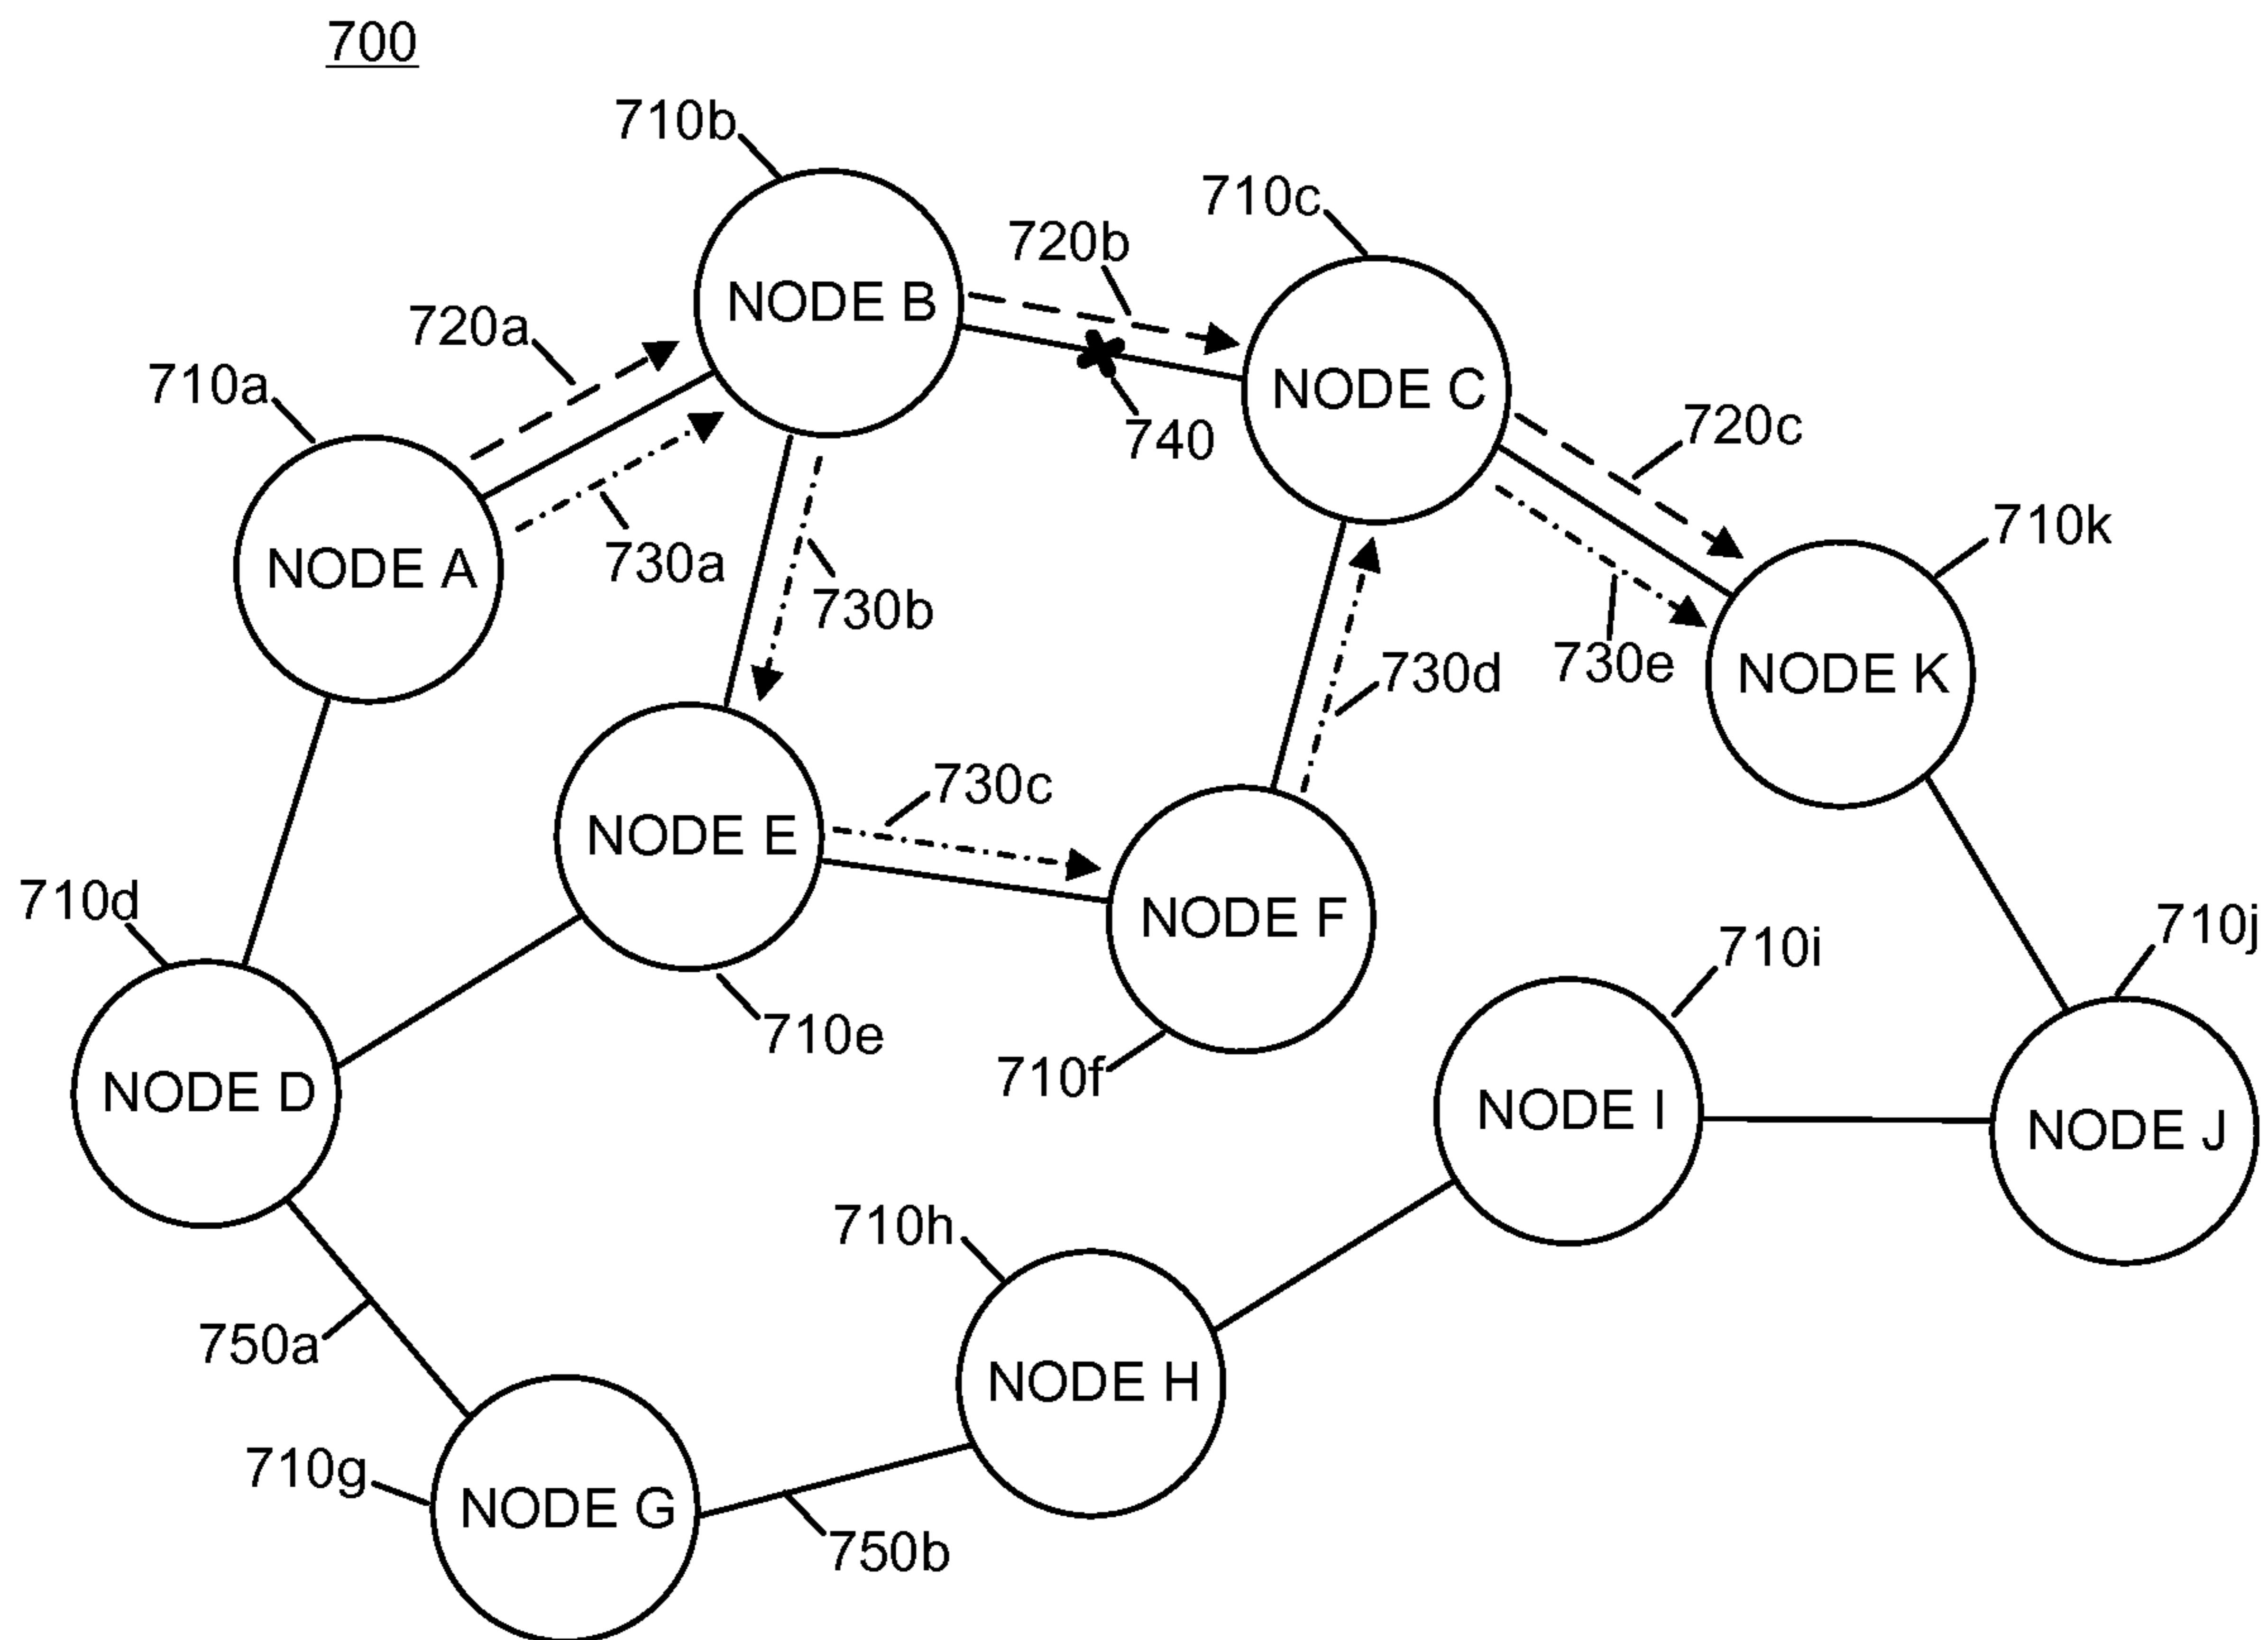 700
710b
710c
720b
720a
NODE B
710a
NODE C
740
720c
710k
730a
NODE A
730b
730e
730d
NODE K
730c
NODE E
710d
NODE F
710j
710i
710e
710f
NODE D
NODE I
NODE J
710h
750a
NODE H
710g
NODE G
750b